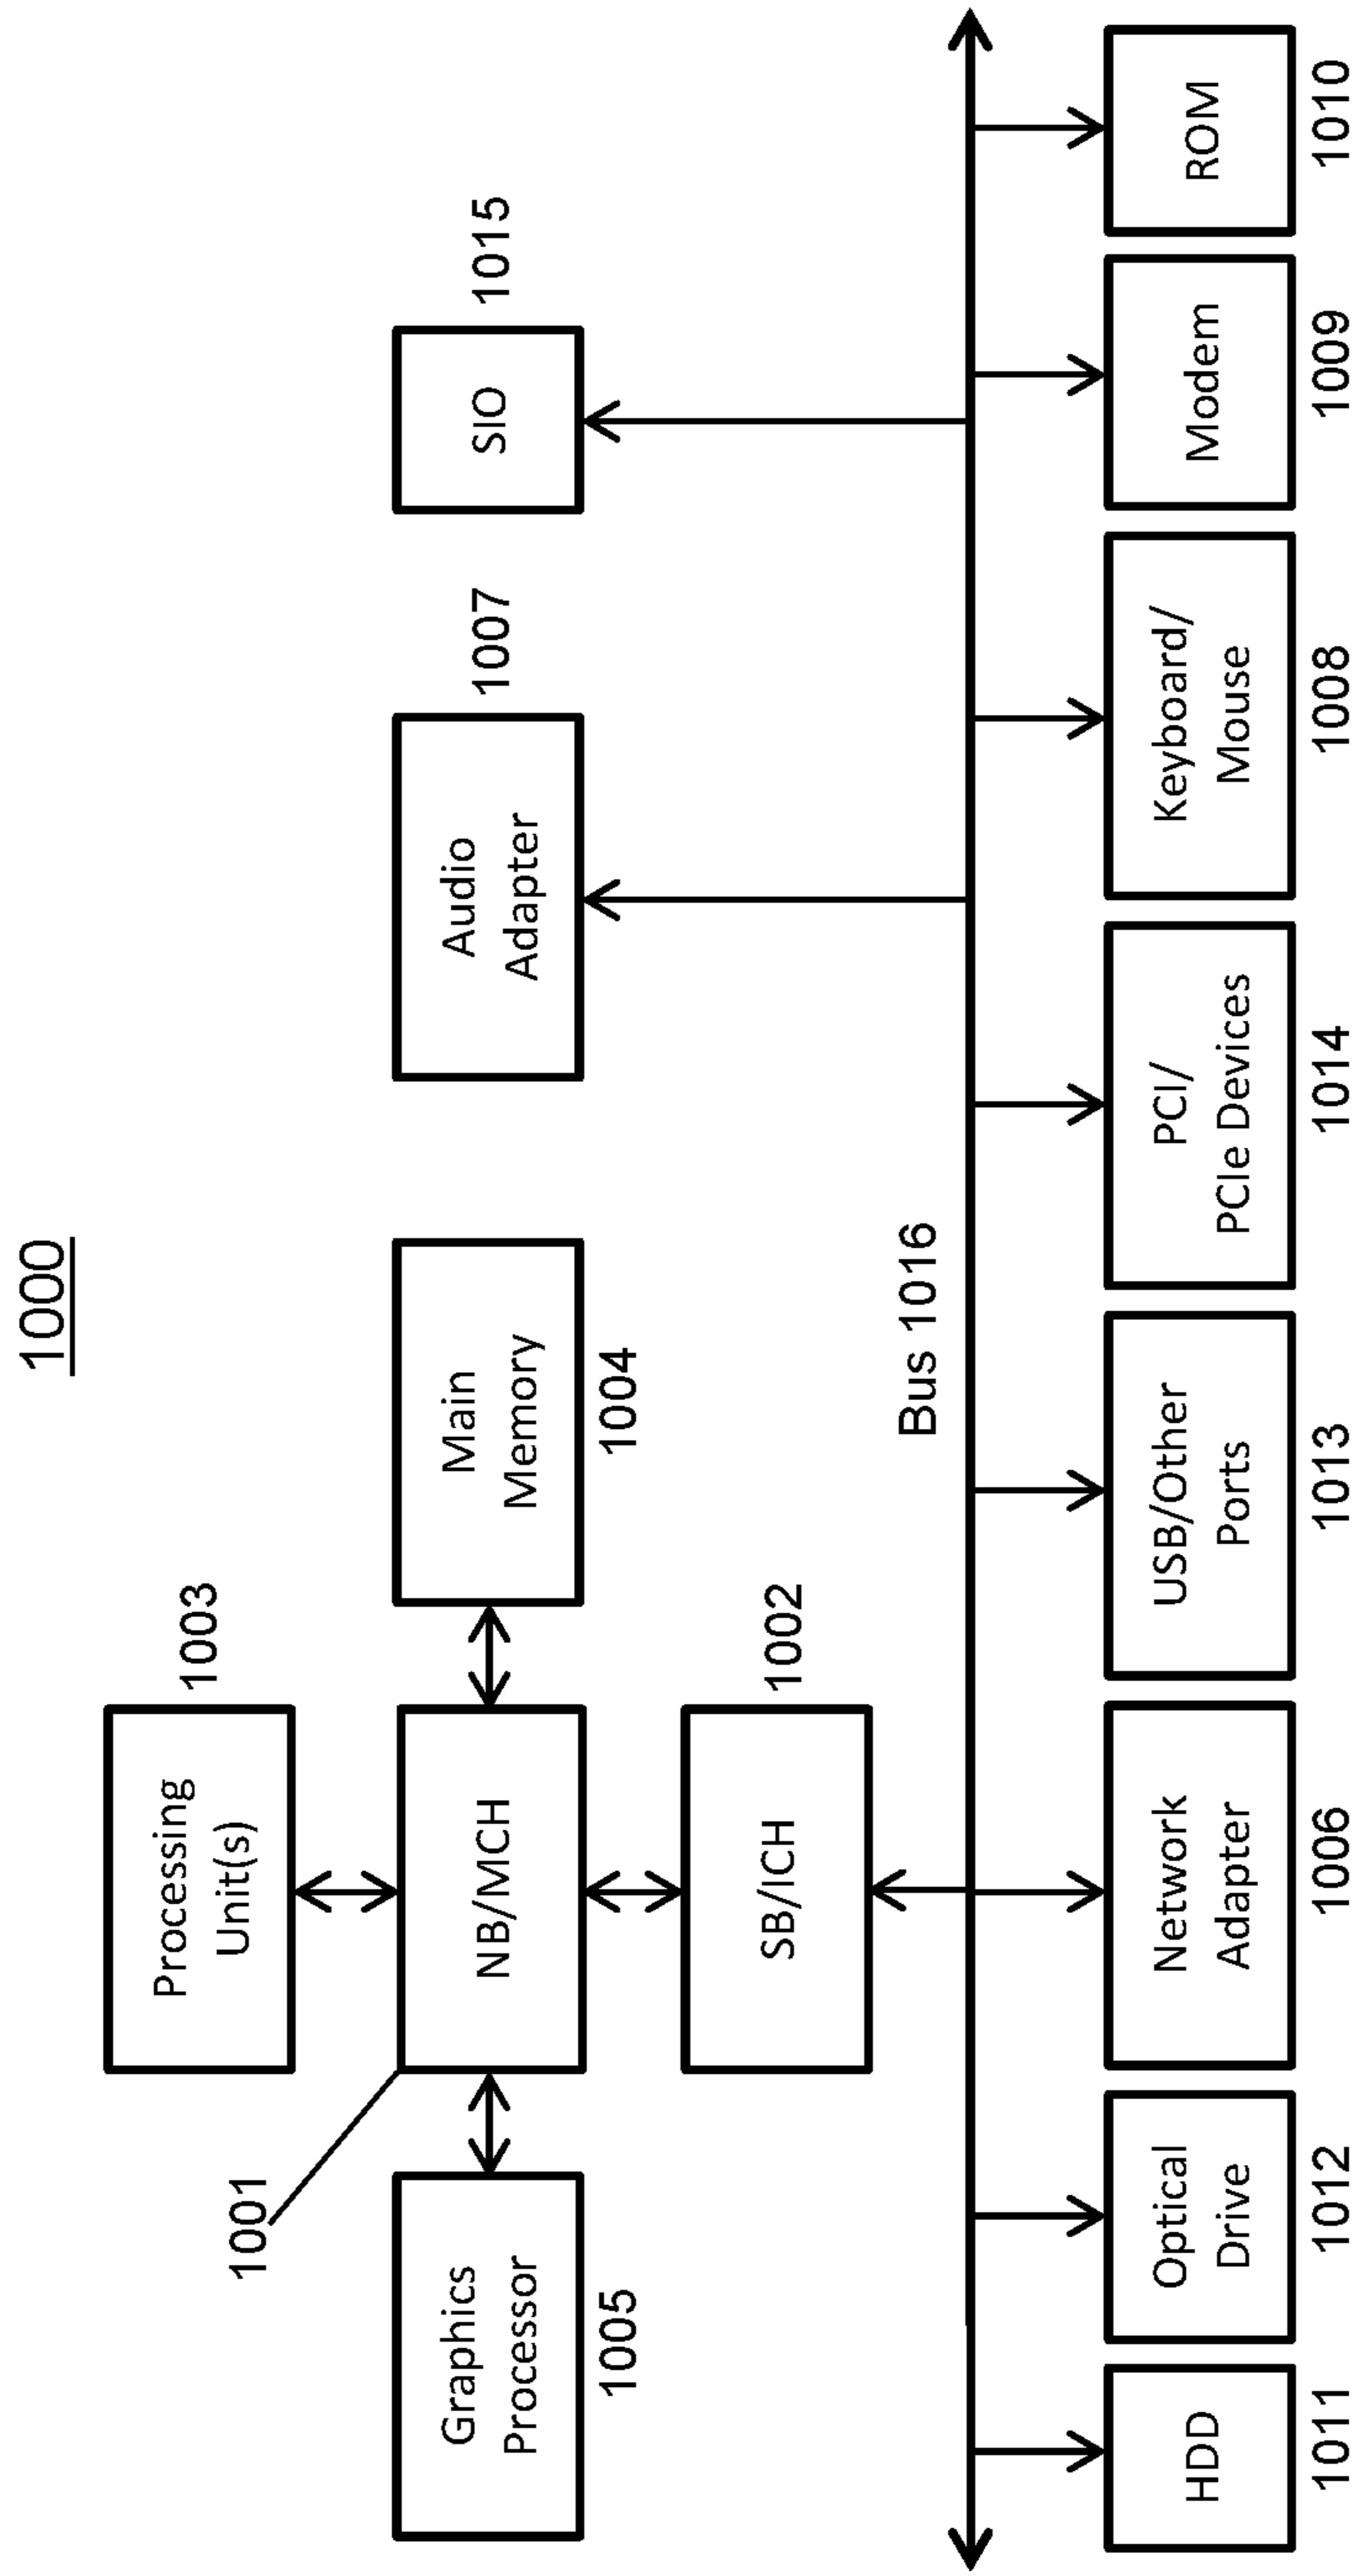 1000
Processing
Unit(s)
1003
1001
Graphics
Processor
1005
NB/MCH
Main
Memory
1004
Audio
Adapter
1007
SIO
1015
SB/ICH
1002
Bus 1016
HDD
1011
Optical
Drive
1012
Network
Adapter
1006
USB/Other
Ports
1013
PCI/
PCIe Devices
1014
Keyboard/
Mouse
1008
Modem
1009
ROM
1010